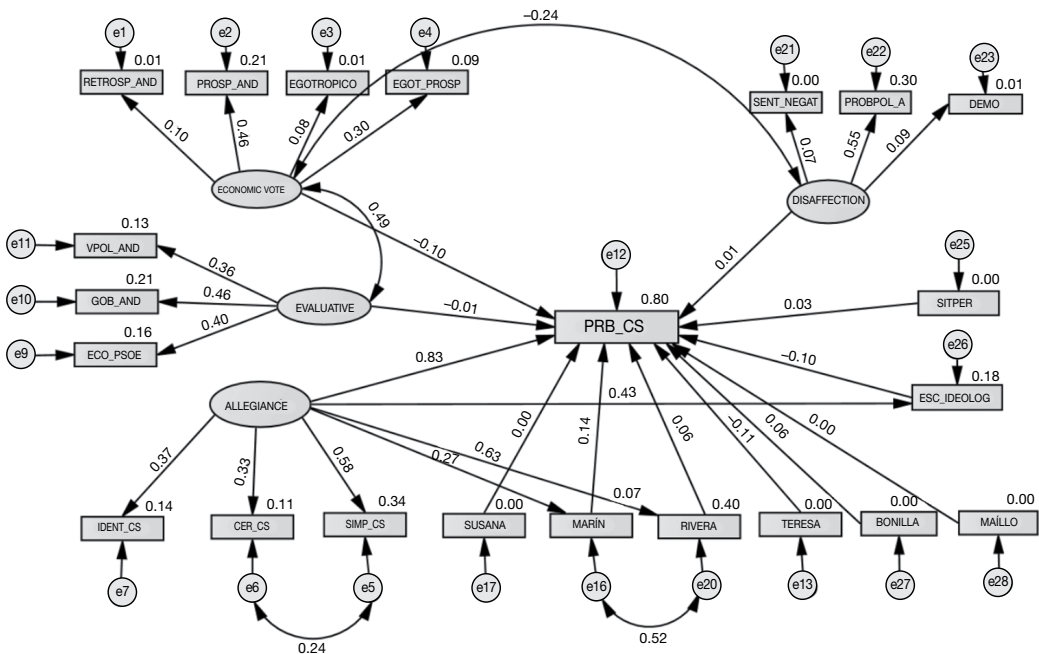 −0.24
e1
e2
e3
e4
e21
e22
e23
0.01
0.21
0.01
0.09
0.00
0.30
0.01
RETROSP_AND
PROSP_AND
EGOTROPICO
EGOT_PROSP
SENT_NEGAT
PROBPOL_A
DEMO
0.10
0.46
0.08
0.30
0.07
0.55
0.09
ECONOMIC VOTE
DISAFFECTION
0.49
−0.10
0.01
e11
0.13
VPOL_AND
0.36
e12
e25
0.00
SITPER
e10
0.21
GOB_AND
0.46
EVALUATIVE
−0.01
0.80
PRB_CS
0.03
e9
0.16
ECO_PSOE
0.40
e26
0.18
ESC_IDEOLOG
−0.10
0.83
ALLEGIANCE
0.43
0.37
0.33
0.58
0.27
0.63
0.00
0.14
0.06
−0.11
0.06
0.00
0.14
0.11
0.34
0.00
0.07
0.40
0.00
0.00
0.00
IDENT_CS
CER_CS
SIMP_CS
SUSANA
MARÍN
RIVERA
TERESA
BONILLA
MAÍLLO
e7
e6
e5
e17
e16
e20
e13
e27
e28
0.24
0.52